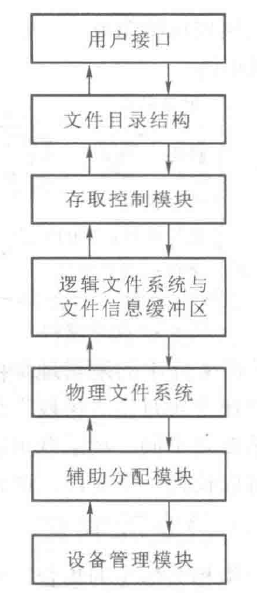 用户接口
文件目录结构
存取控制模块
逻辑文件系统与
文件信息缓冲区
物理文件系统
辅助分配模块
设备管理模块